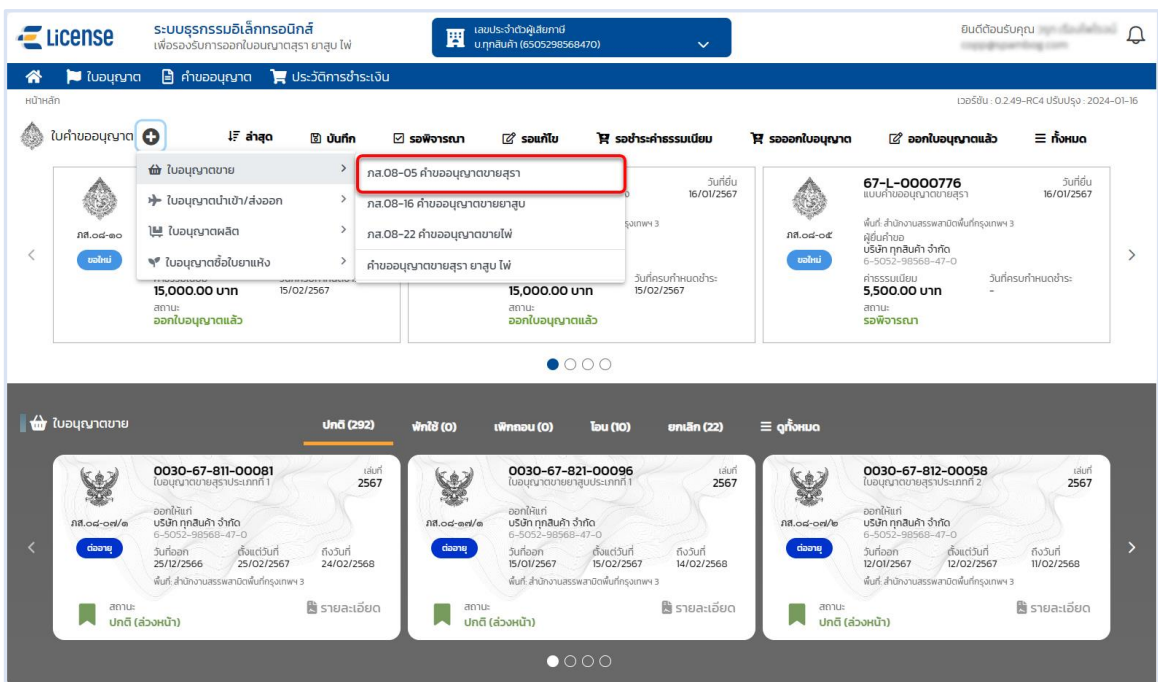 License
ระบบธุรกรรมอิเล็กทรอนิกส์
เพื่อรองรับการออกใบอนุญาตสุรา ยาสูบ ไพ่
เลขประจำตัวผู้เสียภาษี
บ.ทุกสินค้า (6505298568470)
ยินดีต้อนรับคุณ
ใบอนุญาต คำขออนุญาต ประวัติการชำระเงิน
หน้าหลัก
เวอร์ชัน : 0.2.49-RC4 ปรับปรุง : 2024-01-16
ใบคำขออนุญาต ล่าสุด บันทึก รอพิจารณา รอแก้ไข รอชำระค่าธรรมเนียม รอออกใบอนุญาต ออกใบอนุญาตแล้ว ทั้งหมด
ใบอนุญาตขาย
ใบอนุญาตนำเข้า/ส่งออก
ใบอนุญาตผลิต
ใบอนุญาตซื้อใบยาแห้ง
ภส.08-05 คำขออนุญาตขายสุรา
ภส.08-16 คำขออนุญาตขายยาสูบ
ภส.08-22 คำขออนุญาตขายไพ่
คำขออนุญาตขายสุรา ยาสูบ ไพ่
ภส.๐๘-๑๐
ขอใหม่
15,000.00 บาท
15/02/2567
สถานะ
ออกใบอนุญาตแล้ว
วันที่ยื่น
16/01/2567
วันที่ครบกำหนดชำระ
15,000.00 บาท
15/02/2567
สถานะ
ออกใบอนุญาตแล้ว
67-L-0000776
แบบคำขออนุญาตขายสุรา
วันที่ยื่น
16/01/2567
พื้นที่: สำนักงานสรรพสามิตพื้นที่กรุงเทพฯ 3
ภส.๐๘-๐๕
ขอใหม่
ผู้ยื่นคำขอ
บริษัท ทุกสินค้า จำกัด
6-5052-98568-47-0
ค่าธรรมเนียม
5,500.00 บาท
วันที่ครบกำหนดชำระ
-
สถานะ
รอพิจารณา
ใบอนุญาตขาย ปกติ (292) พักใช้ (0) เพิกถอน (0) โอน (10) ยกเลิก (22) ดูทั้งหมด
0030-67-811-00081
ใบอนุญาตขายสุราประเภทที่ 1
เล่มที่
2567
ภส.๐๘-๐๗/๑
ต่ออายุ
ออกให้แก่
บริษัท ทุกสินค้า จำกัด
6-5052-98568-47-0
วันที่ออก ตั้งแต่วันที่ ถึงวันที่
25/12/2566 25/02/2567 24/02/2568
พื้นที่: สำนักงานสรรพสามิตพื้นที่กรุงเทพฯ 3
สถานะ
ปกติ (ล่วงหน้า)
รายละเอียด
0030-67-821-00096
ใบอนุญาตขายยาสูบประเภทที่ 1
เล่มที่
2567
ภส.๐๘-๑๗/๑
ต่ออายุ
ออกให้แก่
บริษัท ทุกสินค้า จำกัด
6-5052-98568-47-0
วันที่ออก ตั้งแต่วันที่ ถึงวันที่
15/01/2567 15/02/2567 14/02/2568
พื้นที่: สำนักงานสรรพสามิตพื้นที่กรุงเทพฯ 3
สถานะ
ปกติ (ล่วงหน้า)
รายละเอียด
0030-67-812-00058
ใบอนุญาตขายสุราประเภทที่ 2
เล่มที่
2567
ภส.๐๘-๐๗/๒
ต่ออายุ
ออกให้แก่
บริษัท ทุกสินค้า จำกัด
6-5052-98568-47-0
วันที่ออก ตั้งแต่วันที่ ถึงวันที่
12/01/2567 12/02/2567 11/02/2568
พื้นที่: สำนักงานสรรพสามิตพื้นที่กรุงเทพฯ 3
สถานะ
ปกติ (ล่วงหน้า)
รายละเอียด